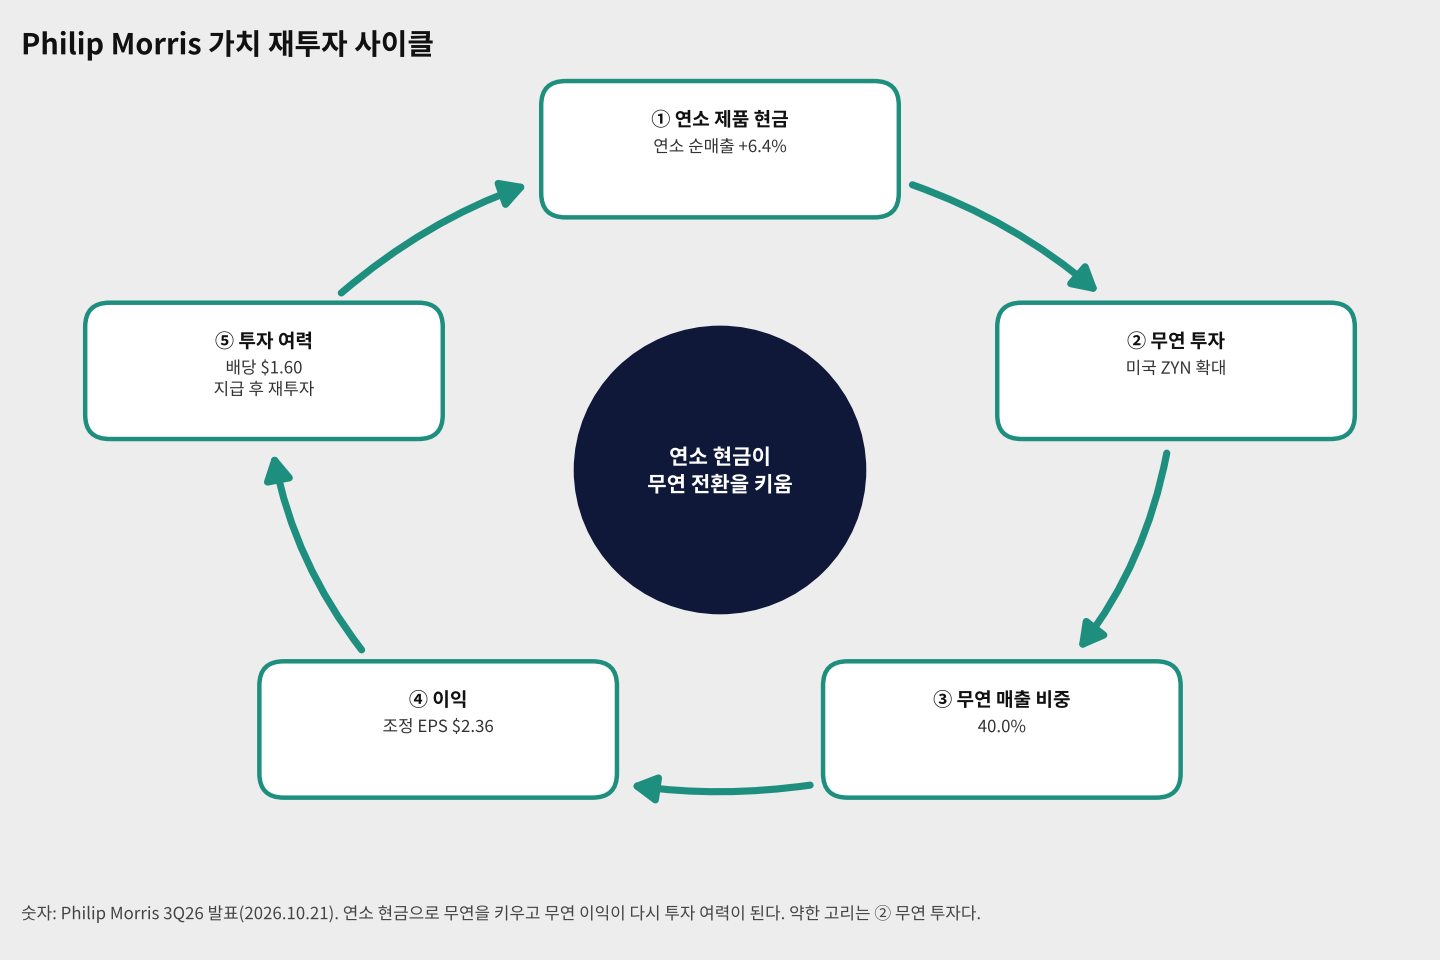 Philip Morris 가치 재투자 사이클
① 연소 제품 현금
연소 순매출 +6.4%
② 무연 투자
미국 ZYN 확대
③ 무연 매출 비중
40.0%
④ 이익
조정 EPS $2.36
⑤ 투자 여력
배당 $1.60
지급 후 재투자
연소 현금이
무연 전환을 키움
숫자: Philip Morris 3Q26 발표(2026.10.21). 연소 현금으로 무연을 키우고 무연 이익이 다시 투자 여력이 된다. 약한 고리는 ② 무연 투자다.